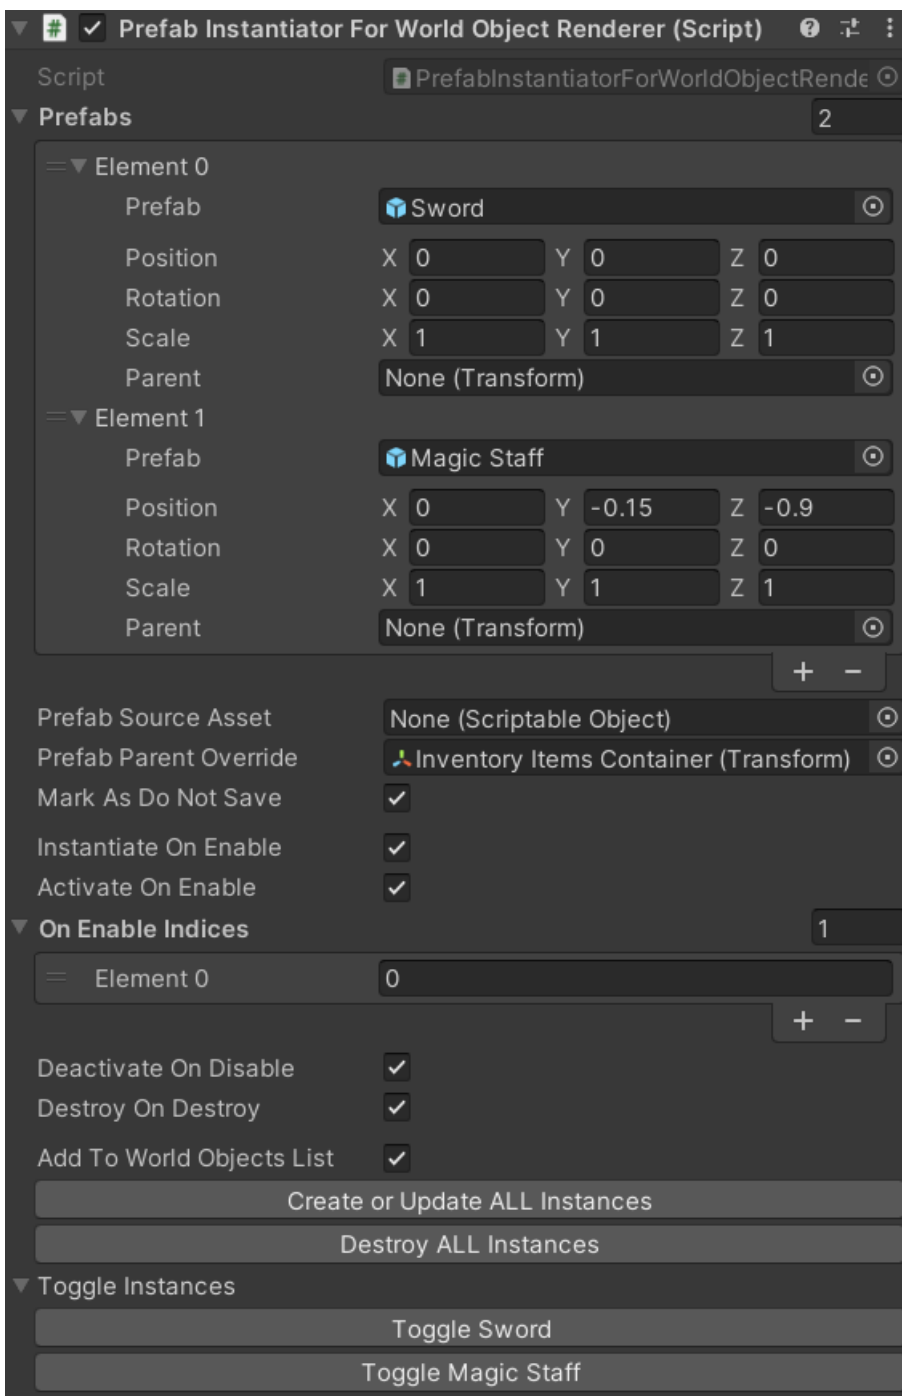 Prefab Instantiator For World Object Renderer (Script)
Script PrefabInstantiatorForWorldObjectRende
Prefabs 2
Element 0
Prefab Sword
Position X 0 Y 0 Z 0
Rotation X 0 Y 0 Z 0
Scale X 1 Y 1 Z 1
Parent None (Transform)
Element 1
Prefab Magic Staff
Position X 0 Y -0.15 Z -0.9
Rotation X 0 Y 0 Z 0
Scale X 1 Y 1 Z 1
Parent None (Transform)
+ −
Prefab Source Asset None (Scriptable Object)
Prefab Parent Override Inventory Items Container (Transform)
Mark As Do Not Save
Instantiate On Enable
Activate On Enable
On Enable Indices 1
Element 0 0
+ −
Deactivate On Disable
Destroy On Destroy
Add To World Objects List
Create or Update ALL Instances
Destroy ALL Instances
Toggle Instances
Toggle Sword
Toggle Magic Staff